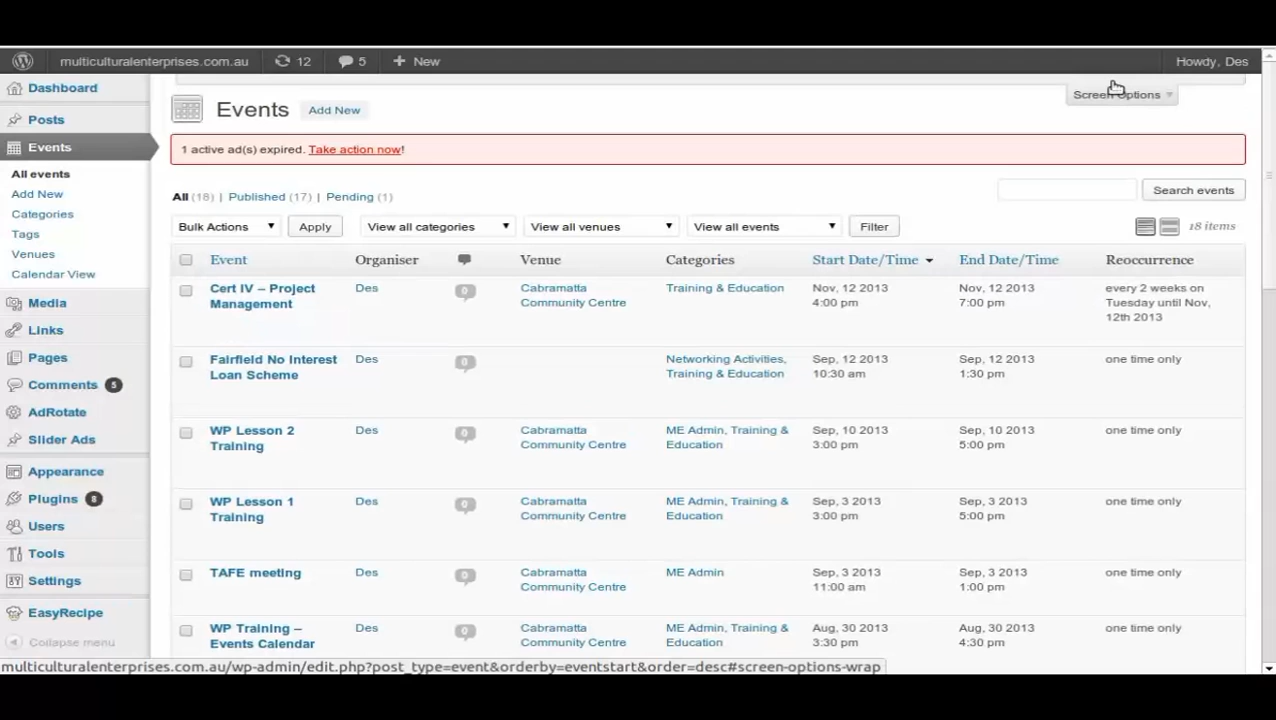 multiculturalenterprises.com.au 12 5 New Howdy, Des
Dashboard
Posts
Events
All events
Add New
Categories
Tags
Venues
Calendar View
Media
Links
Pages
Comments 5
AdRotate
Slider Ads
Appearance
Plugins 8
Users
Tools
Settings
EasyRecipe
Collapse menu
Screen Options
Events Add New
1 active ad(s) expired. Take action now!
All (18) | Published (17) | Pending (1)
Search events
Bulk Actions Apply View all categories View all venues View all events Filter 18 items
Event Organiser Venue Categories Start Date/Time End Date/Time Reoccurrence
Cert IV – Project Des 0 Cabramatta Training & Education Nov, 12 2013 Nov, 12 2013 every 2 weeks on
Management Community Centre 4:00 pm 7:00 pm Tuesday until Nov,
12th 2013
Fairfield No Interest Des 0 Networking Activities, Sep, 12 2013 Sep, 12 2013 one time only
Loan Scheme Training & Education 10:30 am 1:30 pm
WP Lesson 2 Des 0 Cabramatta ME Admin, Training & Sep, 10 2013 Sep, 10 2013 one time only
Training Community Centre Education 3:00 pm 5:00 pm
WP Lesson 1 Des 0 Cabramatta ME Admin, Training & Sep, 3 2013 Sep, 3 2013 one time only
Training Community Centre Education 3:00 pm 5:00 pm
TAFE meeting Des 0 Cabramatta ME Admin Sep, 3 2013 Sep, 3 2013 one time only
Community Centre 11:00 am 1:00 pm
WP Training – Des 0 Cabramatta ME Admin, Training & Aug, 30 2013 Aug, 30 2013 one time only
Events Calendar Community Centre Education 3:30 pm 4:30 pm
multiculturalenterprises.com.au/wp-admin/edit.php?post_type=event&orderby=eventstart&order=desc#screen-options-wrap